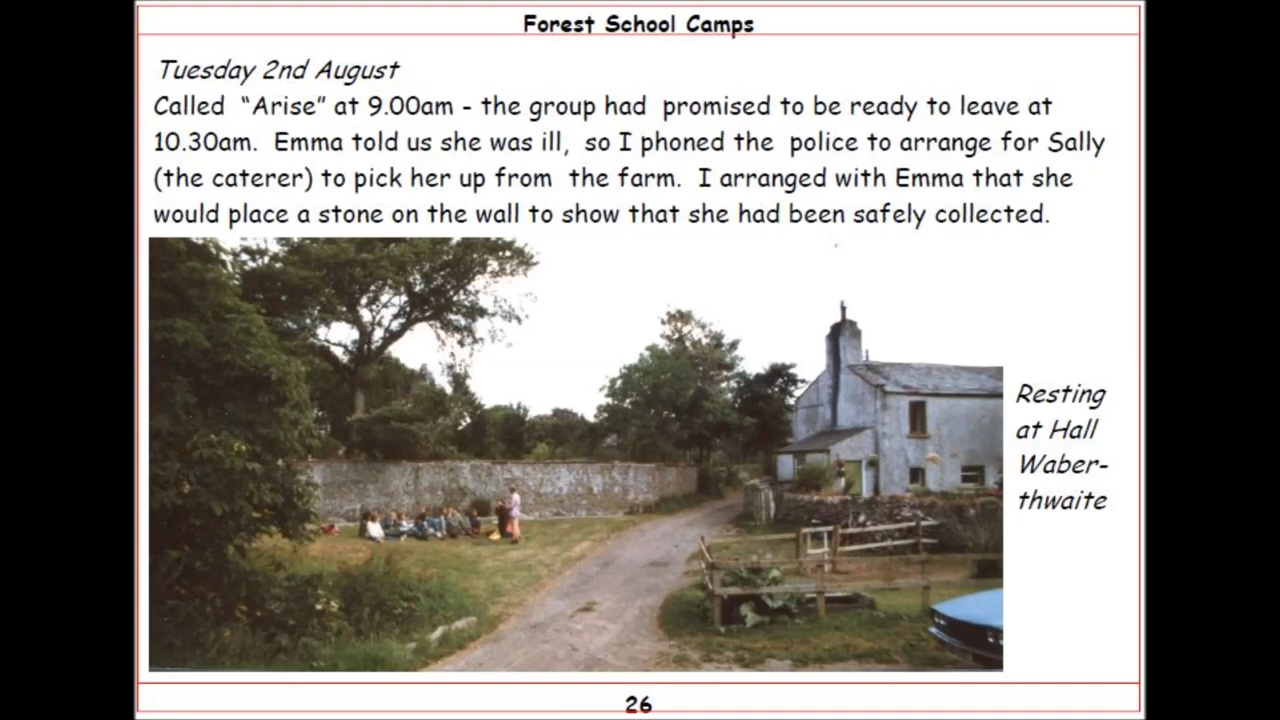 Forest School Camps
Tuesday 2nd August
Called "Arise" at 9.00am - the group had promised to be ready to leave at
10.30am. Emma told us she was ill, so I phoned the police to arrange for Sally
(the caterer) to pick her up from the farm. I arranged with Emma that she
would place a stone on the wall to show that she had been safely collected.
Resting
at Hall
Waber-
thwaite
26